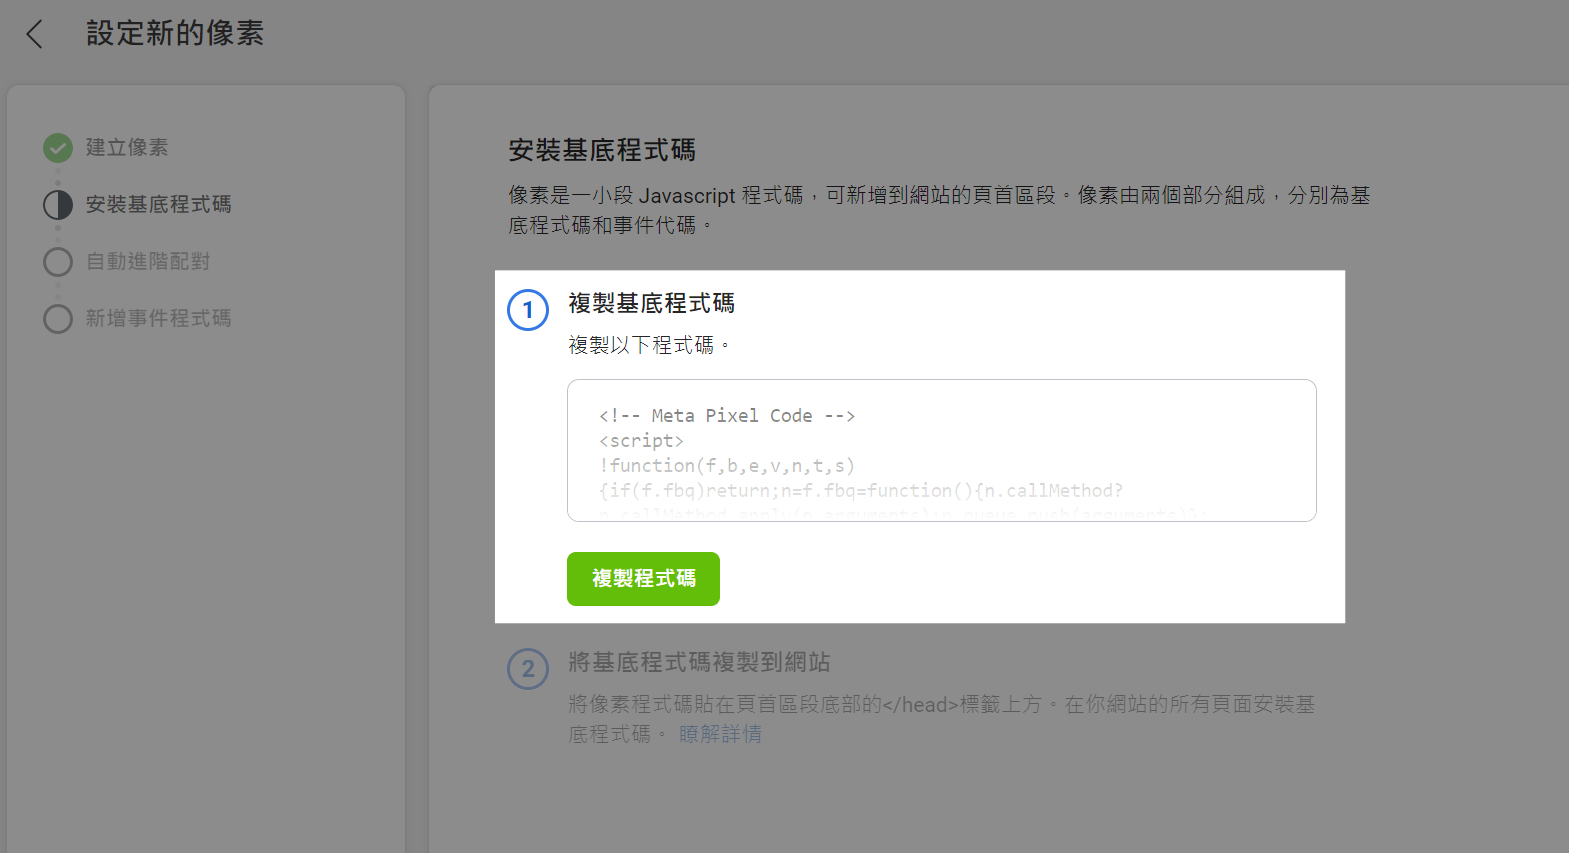 設定新的像素
建立像素
安裝基底程式碼
自動進階配對
新增事件程式碼
安裝基底程式碼
像素是一小段 Javascript 程式碼，可新增到網站的頁首區段。像素由兩個部分組成，分別為基
底程式碼和事件代碼。
1 複製基底程式碼
複製以下程式碼。
<!-- Meta Pixel Code -->
<script>
!function(f,b,e,v,n,t,s)
{if(f.fbq)return;n=f.fbq=function(){n.callMethod?
n.callMethod.apply(n,arguments):n.queue.push(arguments)};
複製程式碼
2 將基底程式碼複製到網站
將像素程式碼貼在頁首區段底部的</head>標籤上方。在你網站的所有頁面安裝基
底程式碼。 瞭解詳情